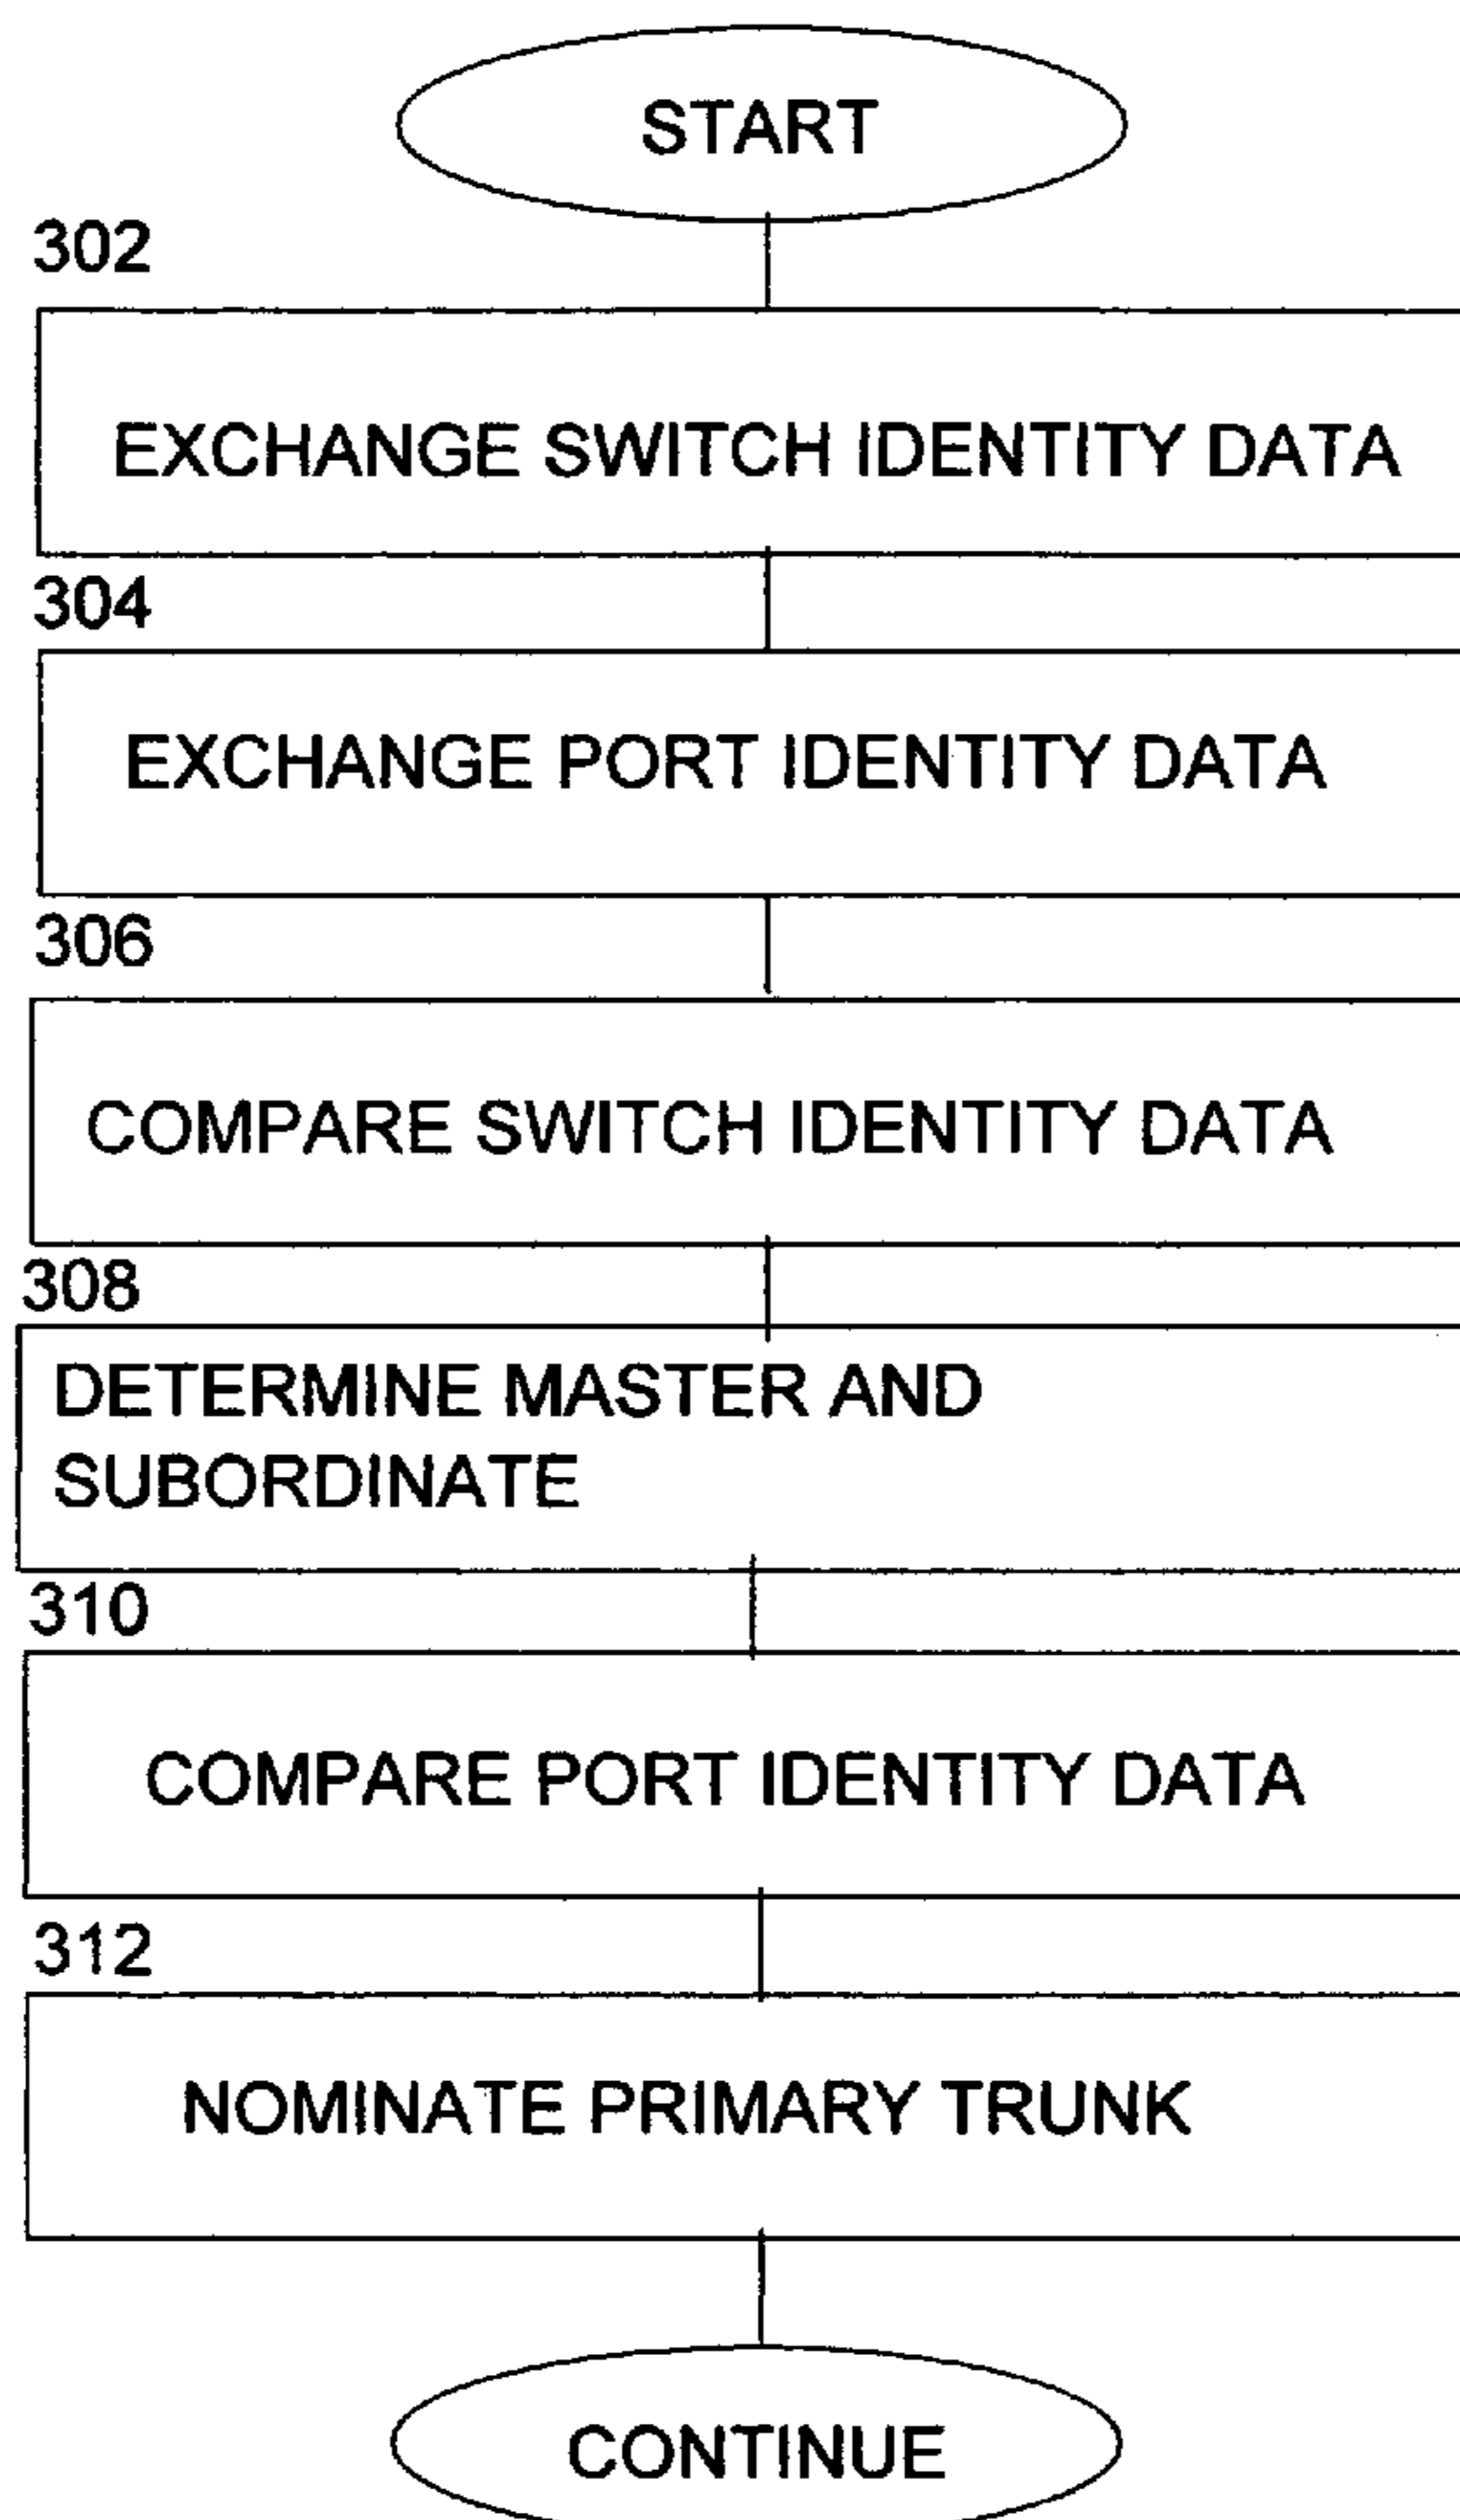 START
302
EXCHANGE SWITCH IDENTITY DATA
304
EXCHANGE PORT IDENTITY DATA
306
COMPARE SWITCH IDENTITY DATA
308
DETERMINE MASTER AND
SUBORDINATE
310
COMPARE PORT IDENTITY DATA
312
NOMINATE PRIMARY TRUNK
CONTINUE